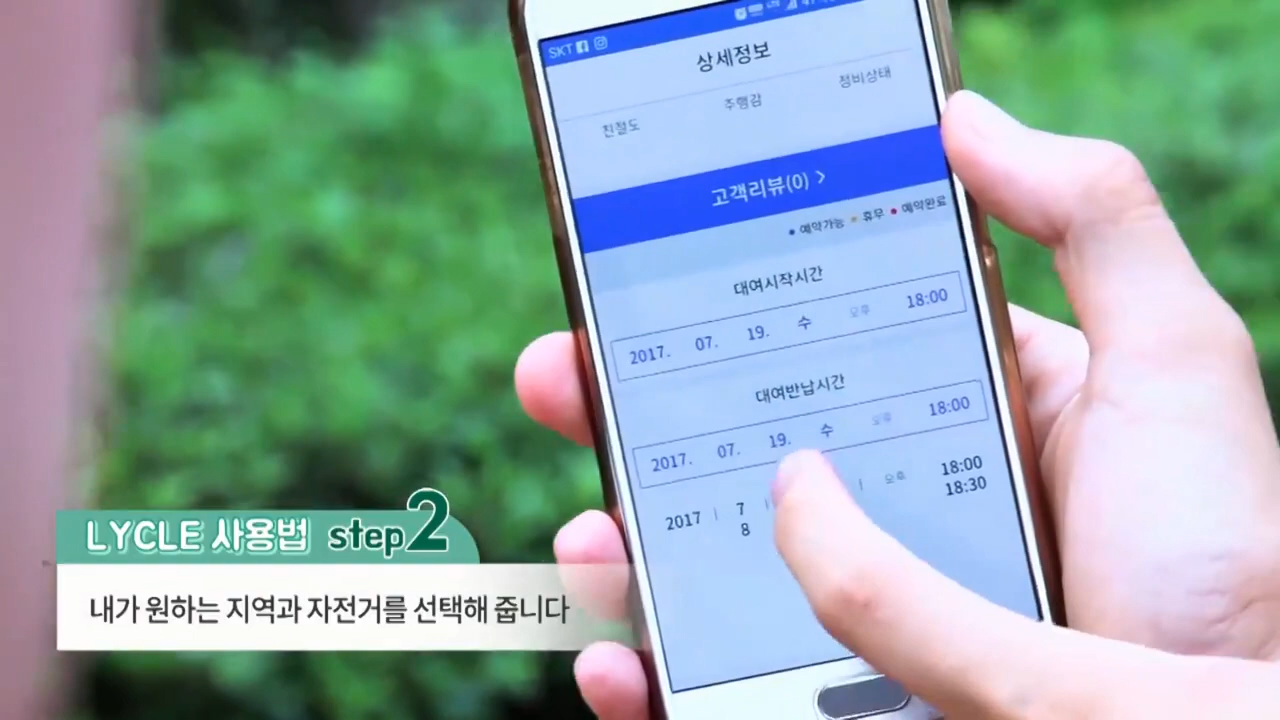 SKT
상세정보
친절도 주행감 정비상태
고객리뷰(0) >
예약가능 휴무 예약완료
대여시작시간
2017. 07. 19. 수 오후 18:00
대여반납시간
2017. 07. 19. 수 오후 18:00
2017 7 오후 18:00
8 18:30
LYCLE 사용법 step2
내가 원하는 지역과 자전거를 선택해 줍니다